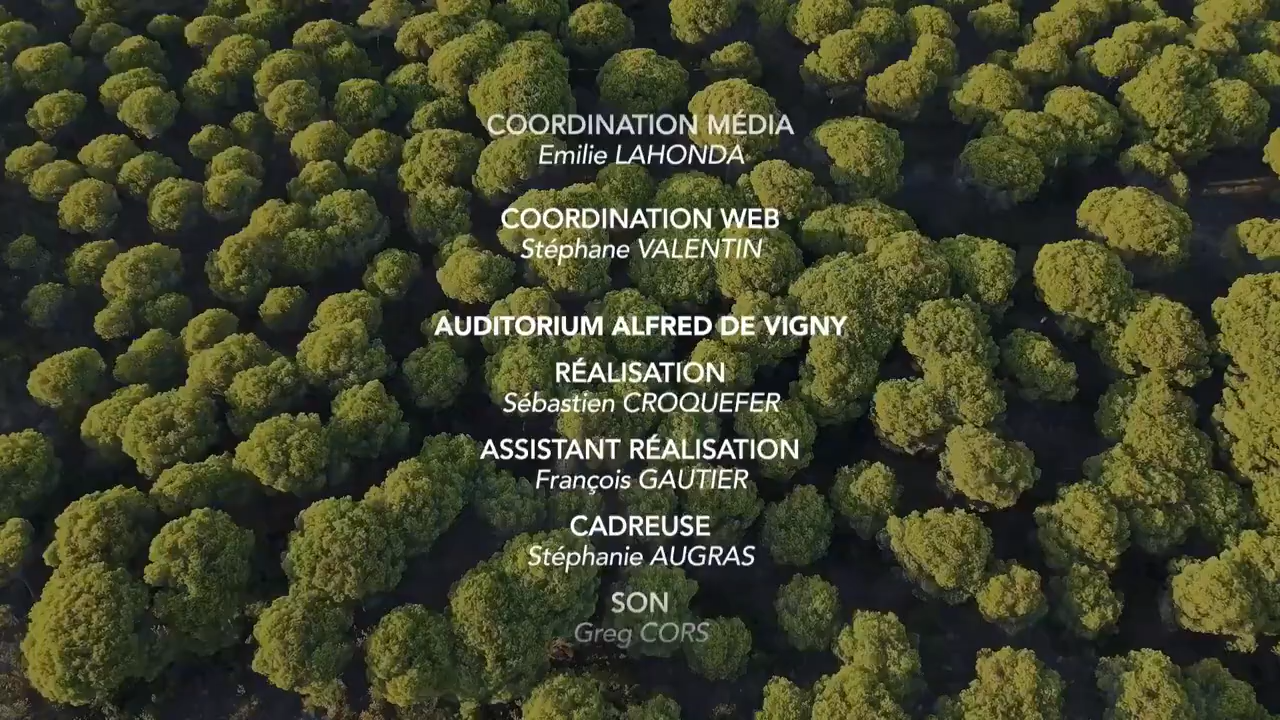 COORDINATION MÉDIA
Emilie LAHONDA
COORDINATION WEB
Stéphane VALENTIN
AUDITORIUM ALFRED DE VIGNY
RÉALISATION
Sébastien CROQUEFER
ASSISTANT RÉALISATION
François GAUTIER
CADREUSE
Stéphanie AUGRAS
SON
Greg CORS